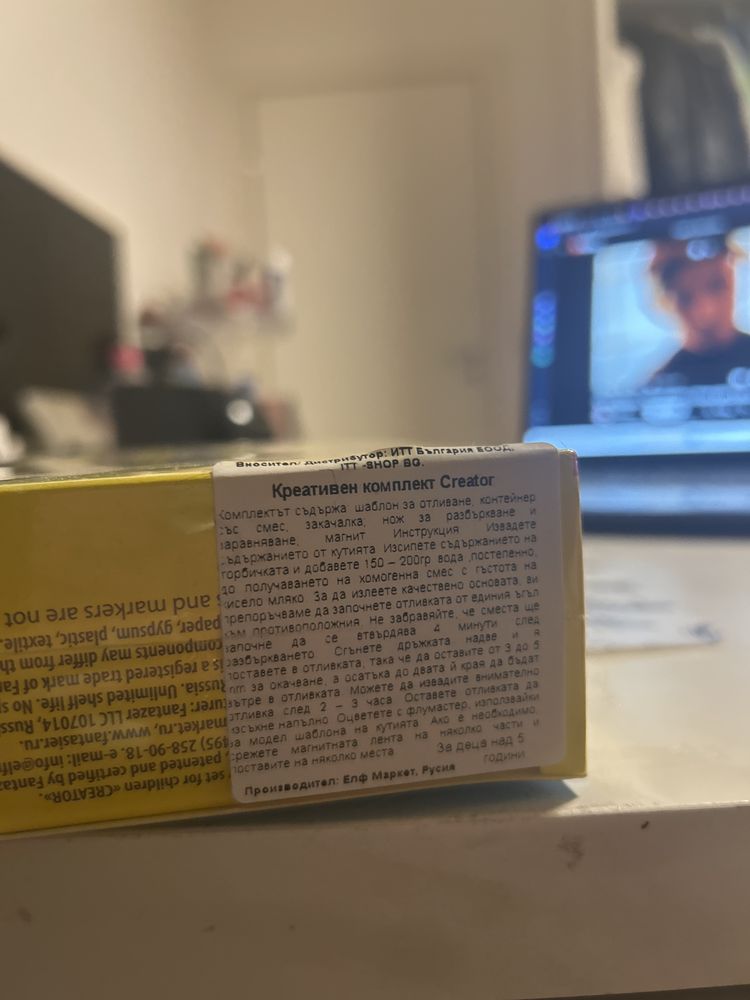 Вносител/ Дистрибутор: ИТТ България ЕООД,
ITT -SHOP BG.
Креативен комплект Creator
Комплектът съдържа шаблон за отливане, контейнер
със смес, закачалка, нож за разбъркване и
заравняване, магнит Инструкция Извадете
съдържанието от кутията Изсипете съдържанието на
торбичката и добавете 150 – 200гр вода ,постепенно,
до получаването на хомогенна смес с гъстота на
кисело мляко. За да излеете качествено основата, ви
препоръчваме да започнете отливката от единия ъгъл
към противоположния. Не забравяйте, че сместа ще
започне да се втвърдява 4 минути след
разбъркването. Сгънете дръжката надве и я
поставете в отливката, така че да оставите от 3 до 5
mm за окачване, а осатъка до двата й края да бъдат
вътре в отливката Можете да извадите внимателно
отливка след 2 – 3 часа Оставете отливката да
изсъхне напълно Оцветете с флумастер, използвайки
за модел шаблона на кутията Ако е необходимо,
срежете магнитната лента на няколко части и
поставите на няколко места За деца над 5
години
Производител: Елф Маркет, Русия
set for children «CREATOR».
, patented and certified by Fantaz
495) 258-90-18. e-mail: info@elfi
market.ru, www.fantasier.ru.
urer: Fantazer LLC 107014, Russ
Russia. Unlimited shelf life. No sp
is a registered trade mark of Fan
components may differ from th
paper, gypsum, plastic, textile.
and markers are not